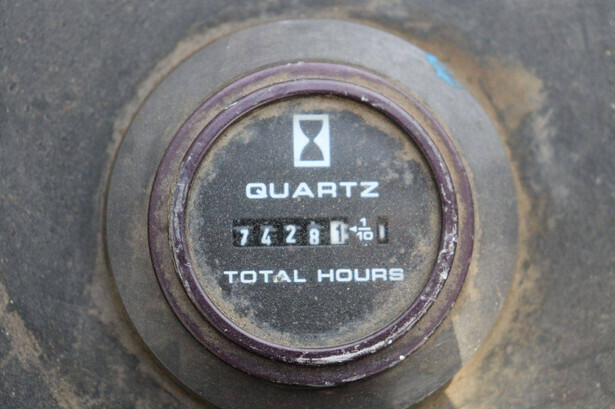 QUARTZ
74281 1/10
TOTAL HOURS